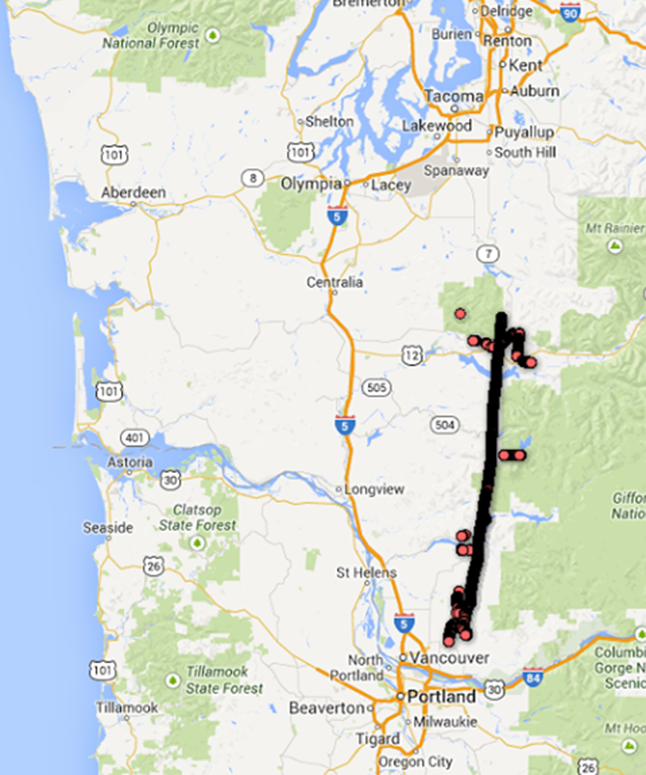 Bremerton
Delridge
90
Olympic
National Forest
Burien
Renton
Kent
Tacoma
Auburn
Shelton
Lakewood
Puyallup
101
101
South Hill
Spanaway
8
Olympia
Lacey
Aberdeen
5
Mt Rainier
7
Centralia
12
505
101
504
5
401
Astoria
30
Longview
Giffo
Natio
Clatsop
State Forest
Seaside
26
St Helens
5
Columbi
Gorge N
Scenic
North
Portland
Vancouver
101
84
Tillamook
State Forest
30
Portland
Tillamook
Beaverton
Milwaukie
Mt Hoo
Tigard
Oregon City
26